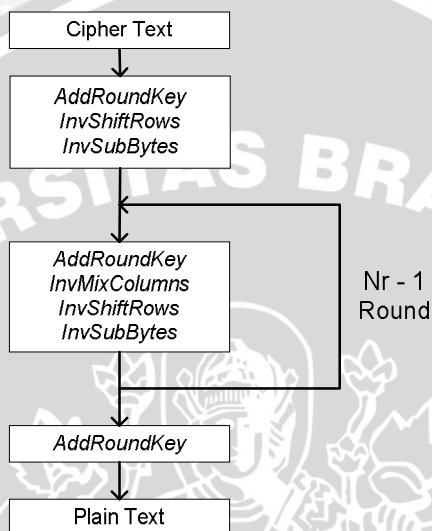 Cipher Text
AddRoundKey
InvShiftRows
InvSubBytes
AddRoundKey
InvMixColumns
InvShiftRows
InvSubBytes
Nr - 1
Round
AddRoundKey
Plain Text